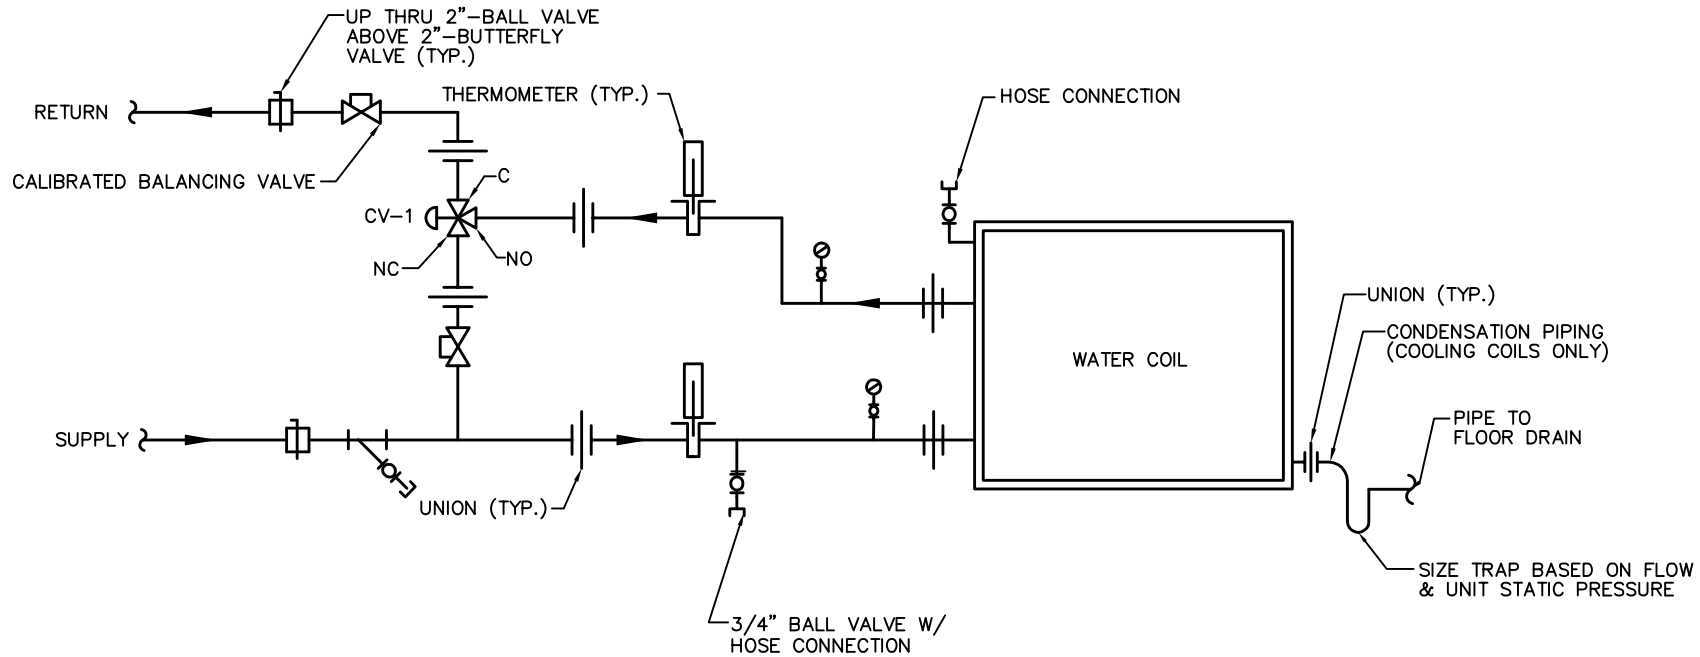 UP THRU 2"-BALL VALVE
ABOVE 2"-BUTTERFLY
VALVE (TYP.)
THERMOMETER (TYP.)
HOSE CONNECTION
RETURN
CALIBRATED BALANCING VALVE
C
CV-1
NC
NO
UNION (TYP.)
CONDENSATION PIPING
(COOLING COILS ONLY)
WATER COIL
PIPE TO
FLOOR DRAIN
SUPPLY
UNION (TYP.)
SIZE TRAP BASED ON FLOW
& UNIT STATIC PRESSURE
3/4" BALL VALVE W/
HOSE CONNECTION